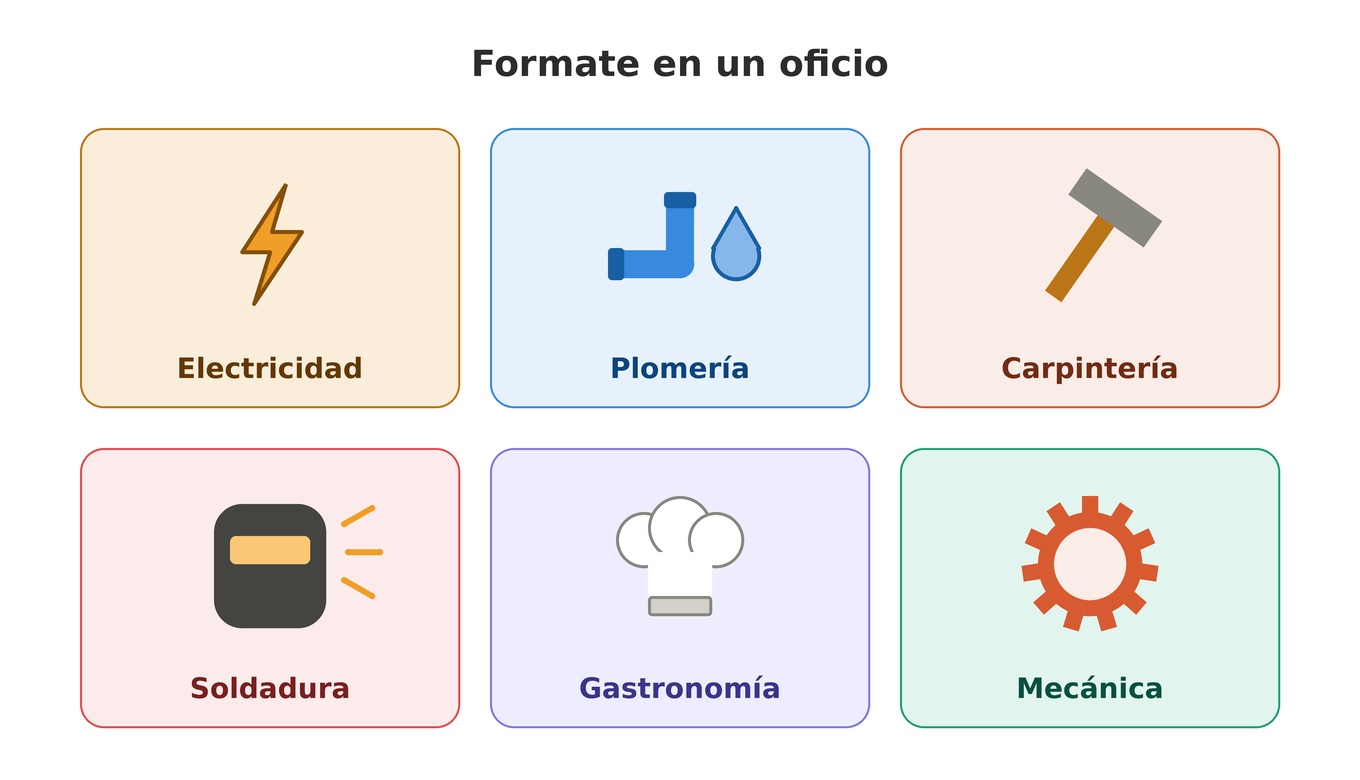 Formate en un oficio
Electricidad
Plomería
Carpintería
Soldadura
Gastronomía
Mecánica